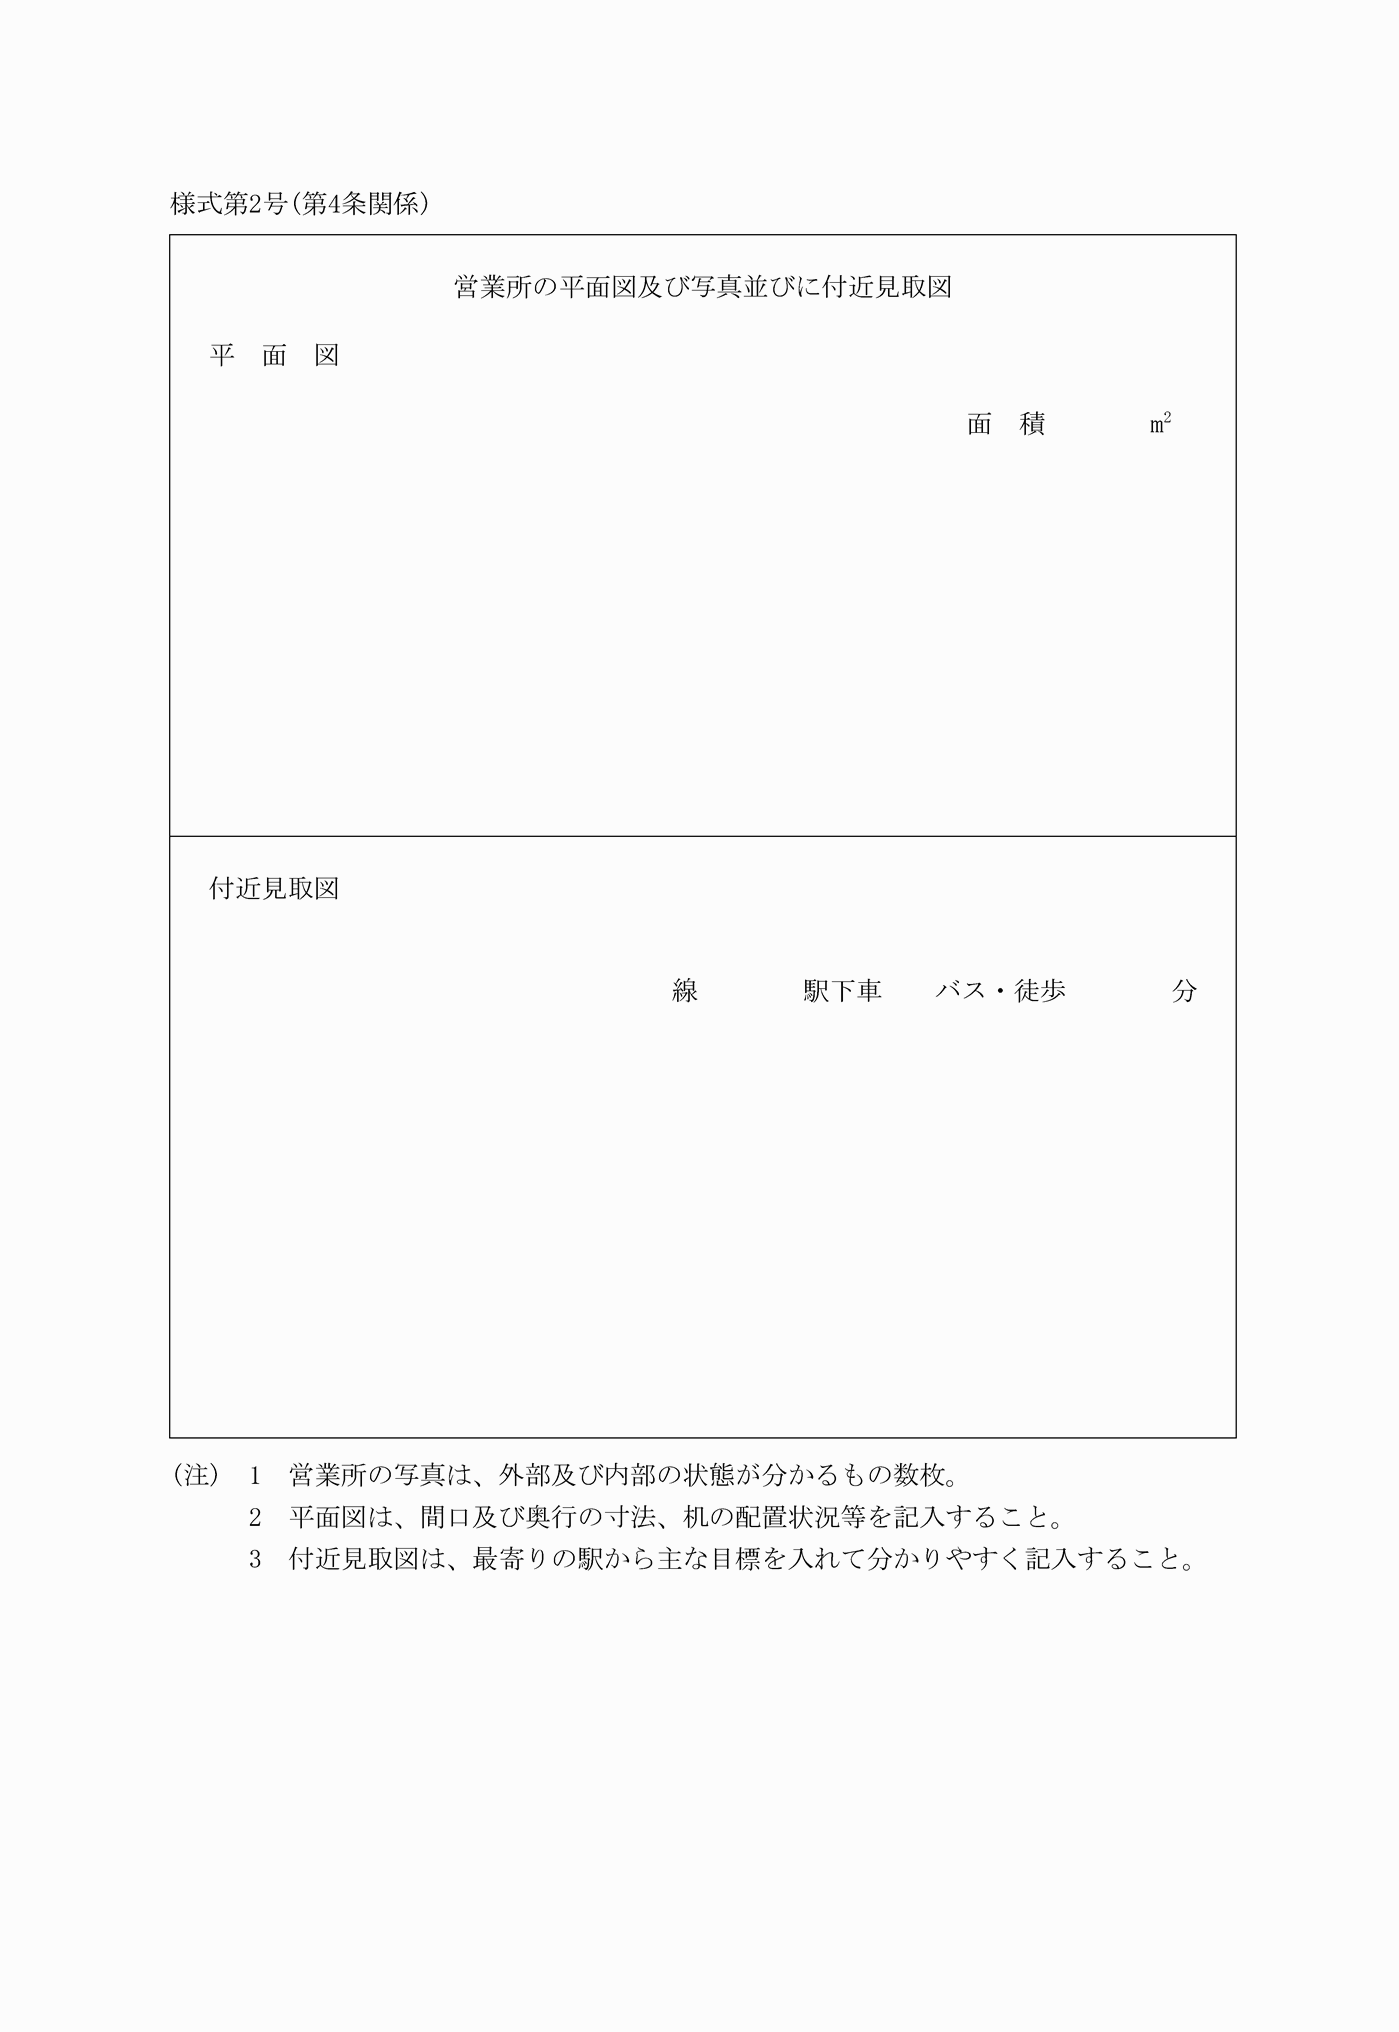 様式第2号(第4条関係)
営業所の平面図及び写真並びに付近見取図
平　面　図
面　積　　　　m²
付近見取図
線　　　　駅下車　　バス・徒歩　　　　分
(注)　1　営業所の写真は、外部及び内部の状態が分かるもの数枚。
2　平面図は、間口及び奥行の寸法、机の配置状況等を記入すること。
3　付近見取図は、最寄りの駅から主な目標を入れて分かりやすく記入すること。